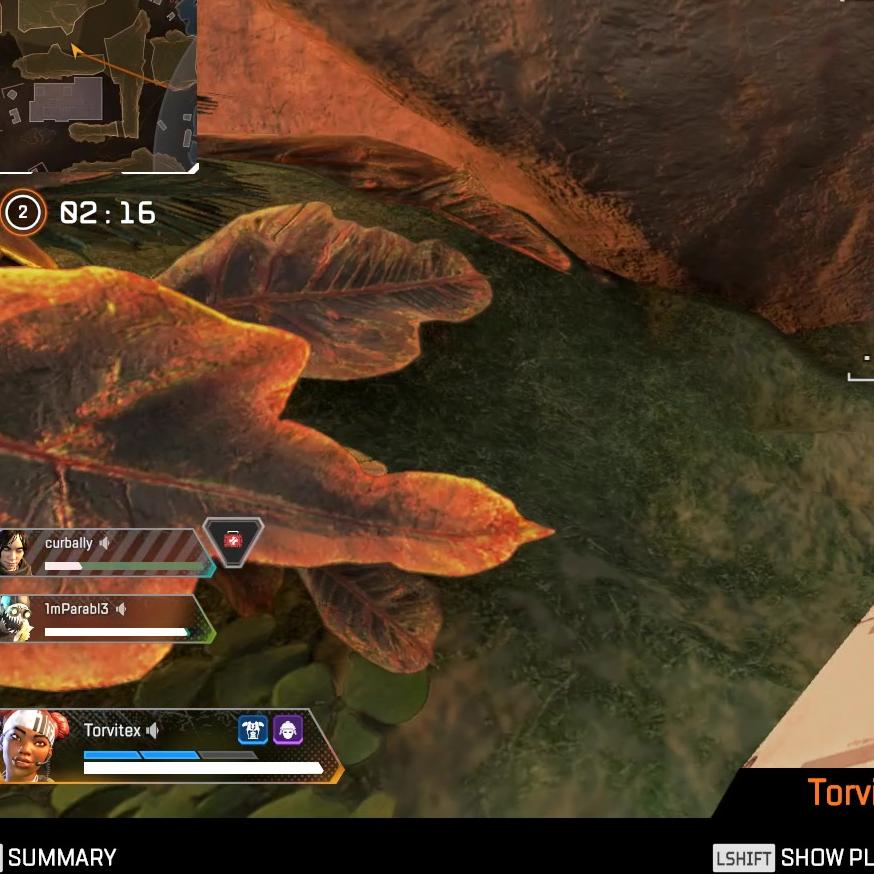 2 02:16
curbally
1mParabl3
Torvitex
Torvi
SUMMARY
LSHIFT SHOW PL